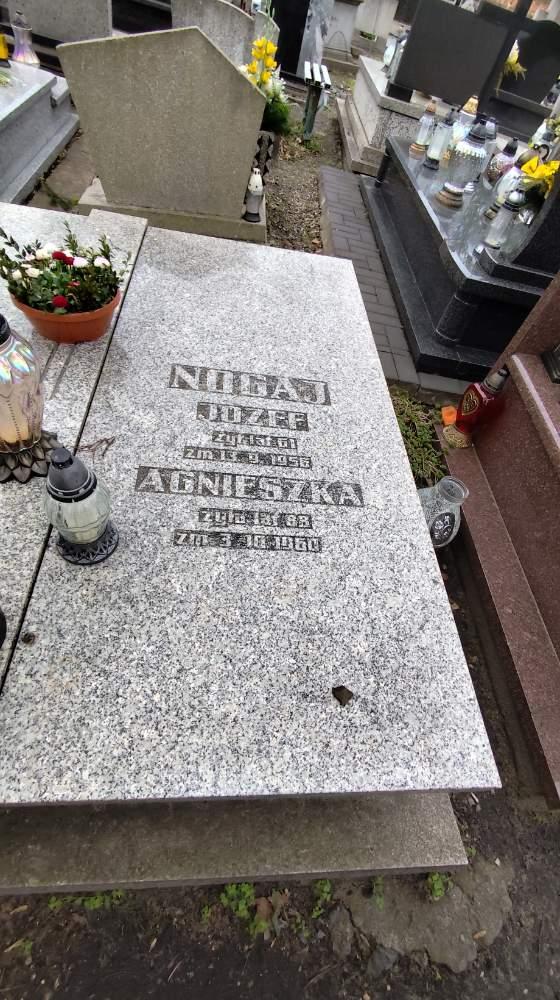 NOGAJ
JÓZEF
żył lat 61
zm. 13. 9. 1956
AGNIESZKA
żyła lat 68
zm. 3. 10. 1960